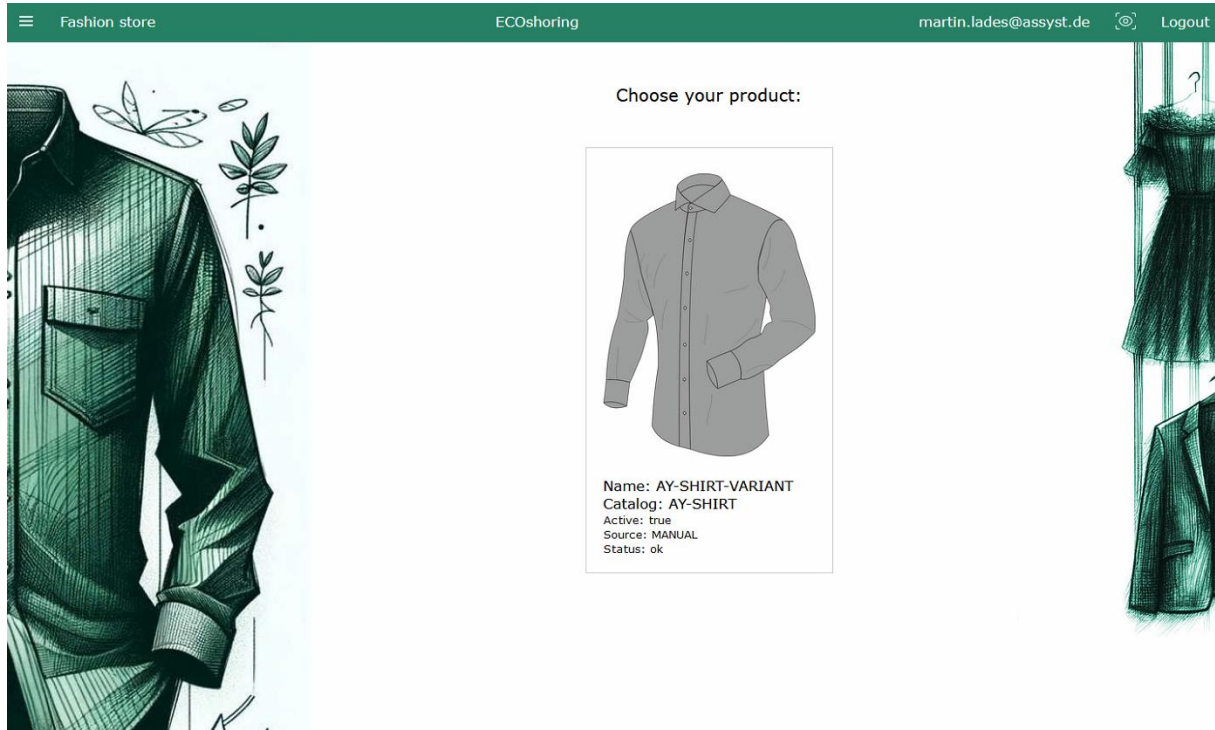 Fashion store
ECOshoring
martin.lades@assyst.de
Logout
Choose your product:
Name: AY-SHIRT-VARIANT
Catalog: AY-SHIRT
Active: true
Source: MANUAL
Status: ok